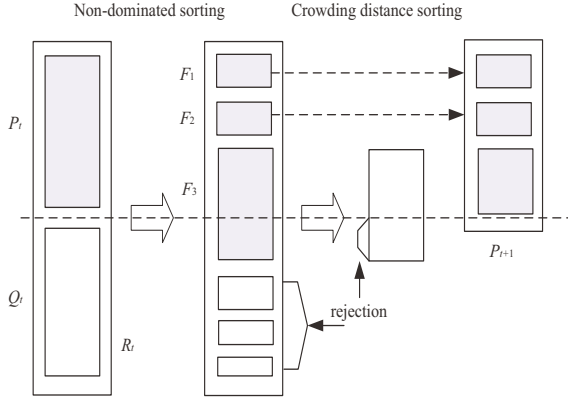 Non-dominated sorting
Crowding distance sorting
F1
F2
Pt
F3
Pt+1
Qt
rejection
Rt